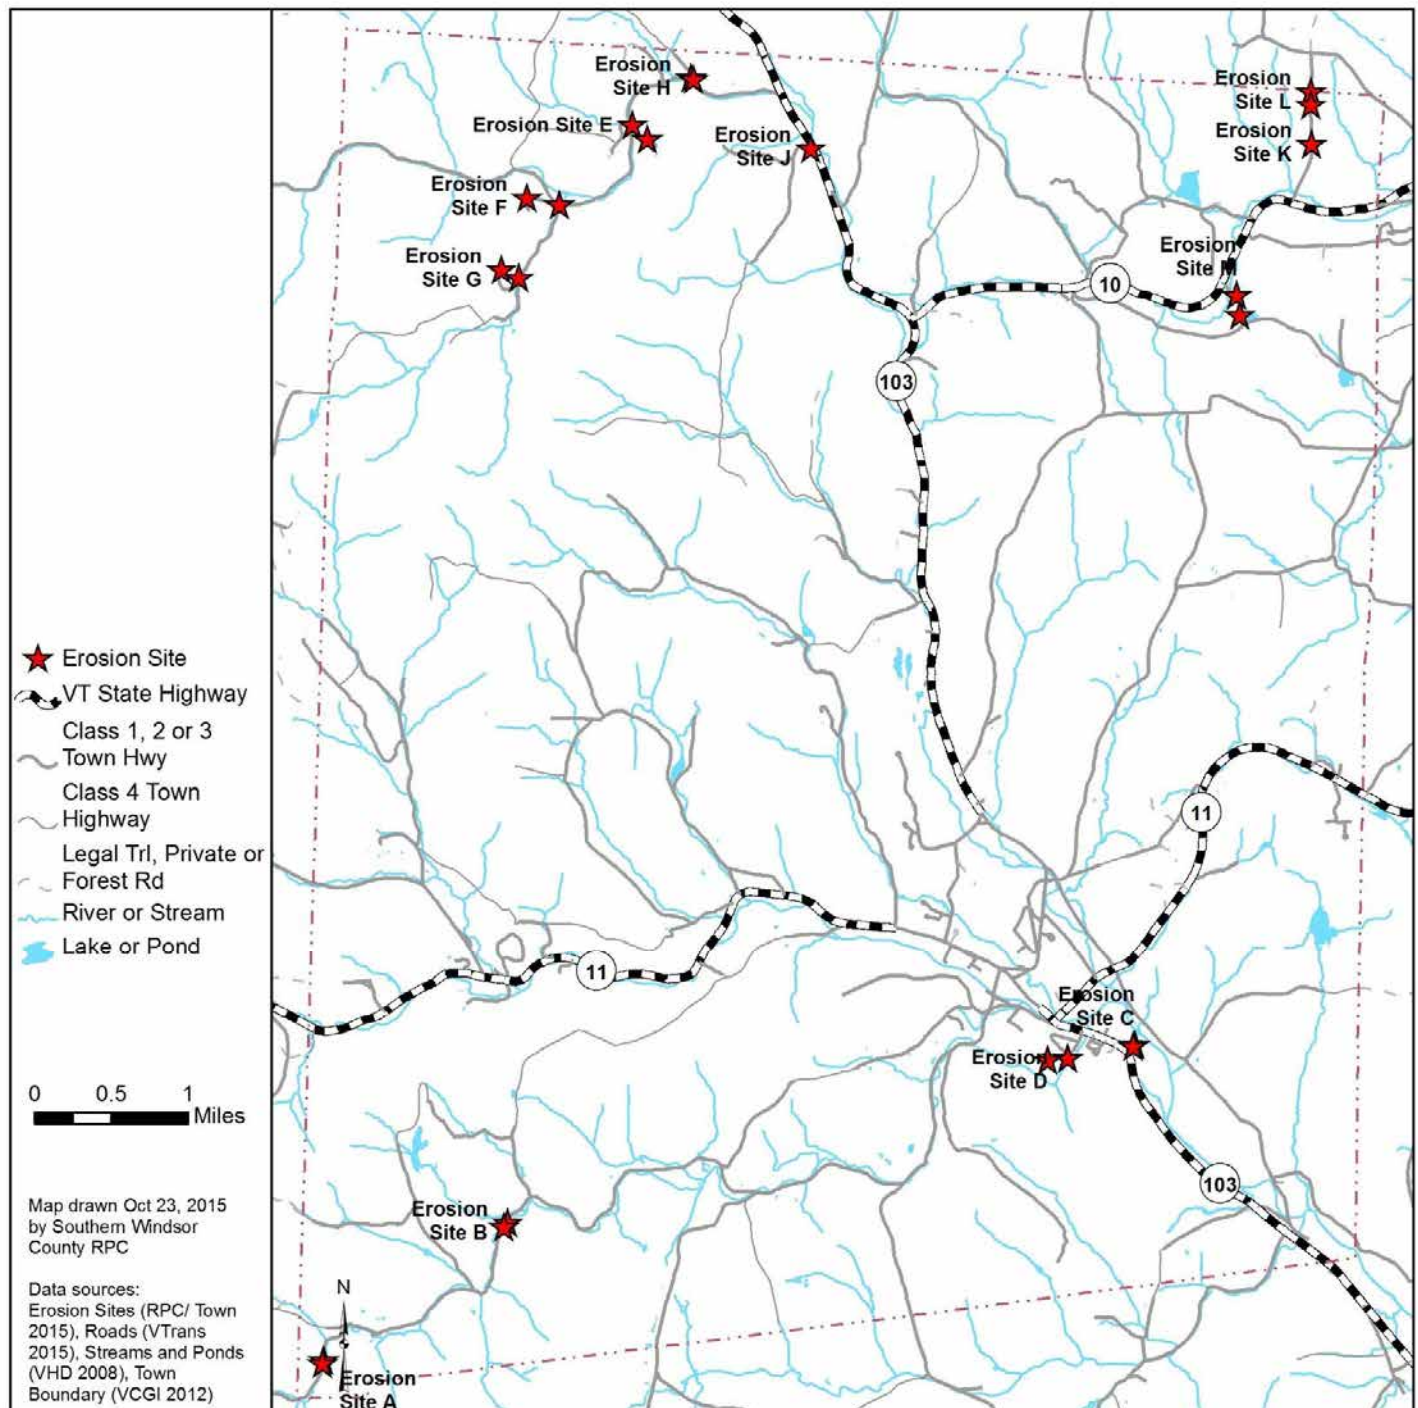 Erosion Site
VT State Highway
Class 1, 2 or 3
Town Hwy
Class 4 Town
Highway
Legal Trl, Private or
Forest Rd
River or Stream
Lake or Pond
0 0.5 1
Miles
Map drawn Oct 23, 2015
by Southern Windsor
County RPC
Data sources:
Erosion Sites (RPC/ Town
2015), Roads (VTrans
2015), Streams and Ponds
(VHD 2008), Town
Boundary (VCGI 2012)
N
Erosion
Site H
Erosion Site E
Erosion
Site J
Erosion
Site L
Erosion
Site K
Erosion
Site F
Erosion
Site G
Erosion
Site M
10
103
11
11
Erosion
Site C
Erosion
Site D
103
Erosion
Site B
Erosion
Site A